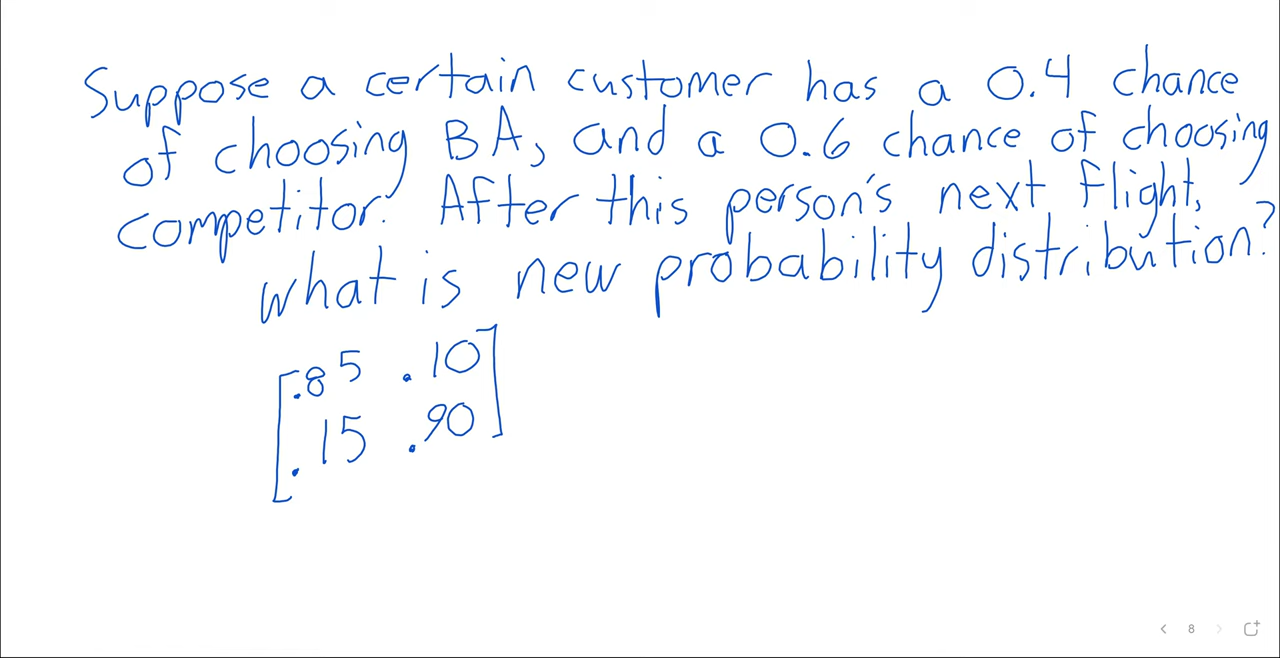 Suppose a certain customer has a 0.4 chance
of choosing BA, and a 0.6 chance of choosing
competitor. After this person's next flight,
what is new probability distribution?
[.85 .10]
[.15 .90]
8